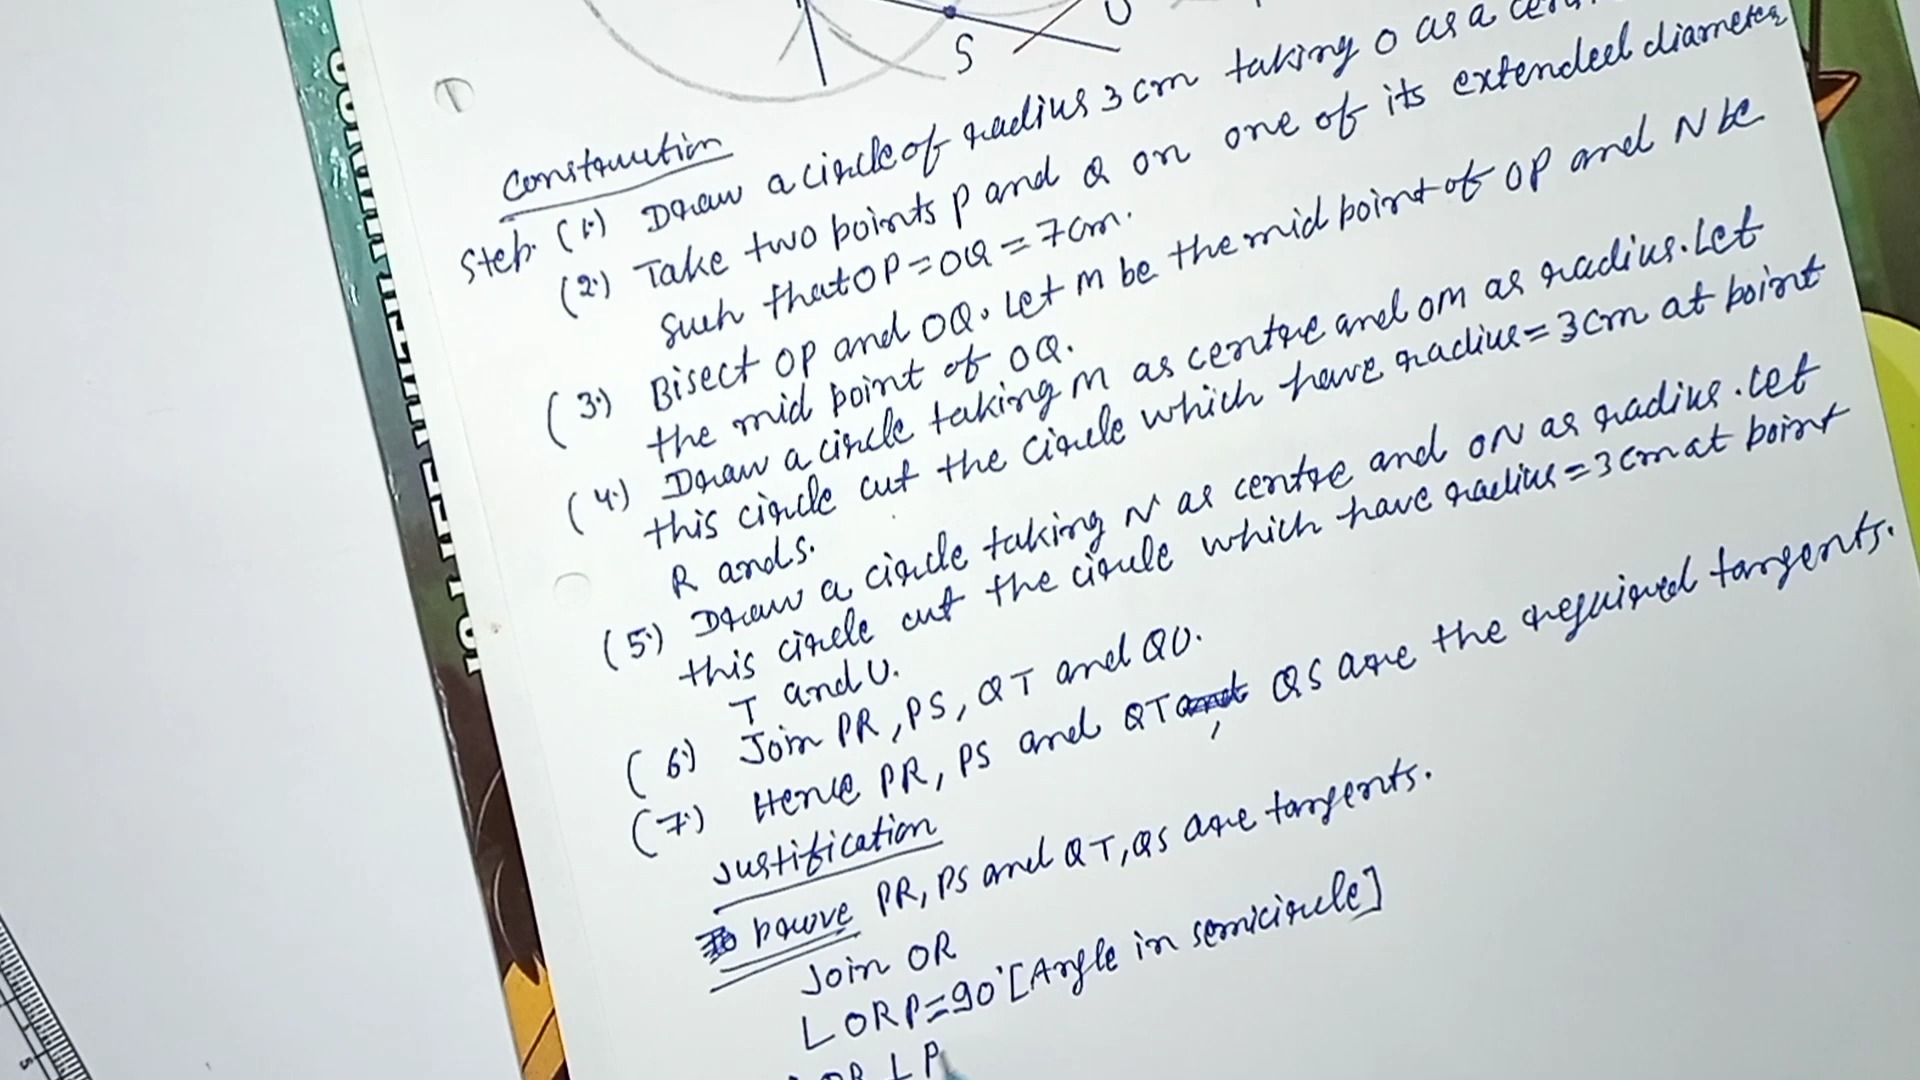 S
U
Construction
Step. (1.) Draw a circle of radius 3 cm taking O as a
(2.) Take two points P and Q on one of its extended diameter
such that OP = OQ = 7cm.
(3.) Bisect OP and OQ. Let M be the mid point of OP and N be
the mid point of OQ.
(4.) Draw a circle taking M as centre and OM as radius. Let
this circle cut the circle which have radius = 3cm at point
R and S.
(5.) Draw a circle taking N as centre and ON as radius. Let
this circle cut the circle which have radius = 3cm at point
T and U.
(6.) Join PR, PS, QT and QU.
(7.) Hence PR, PS and QT, QS are the required tangents.
Justification
prove PR, PS and QT, QS are tangents.
Join OR
∠ORP = 90° [Angle in semicircle]
OR ⊥ P